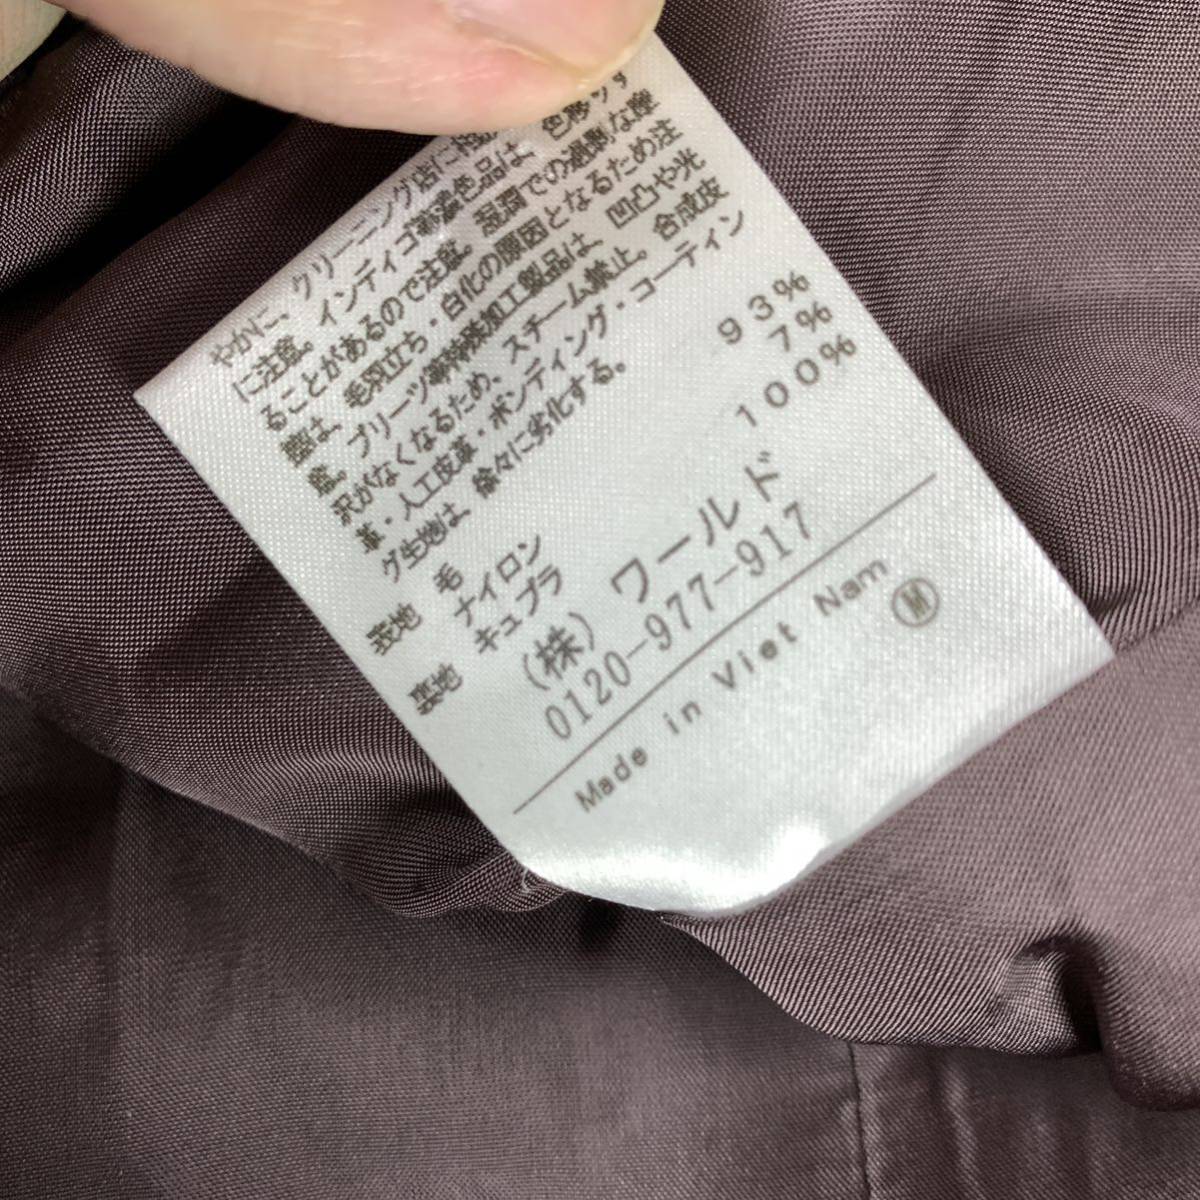 やかに、クリーニング店に
に注意。インディゴ等濃色品は、色移りす
ることがあるので注意。湿潤での過剰な摩
擦は、毛羽立ち・白化の原因となるため注
意。プリーツ等特殊加工製品は、凹凸や光
沢がなくなるため、スチーム禁止。合成皮
革・人工皮革・ボンディング・コーティン
グ生地は 徐々に劣化する。
表地 毛 93%
ナイロン 7%
裏地 キュプラ 100%
(株) ワールド
0120-977-917
Made in Viet Nam
M